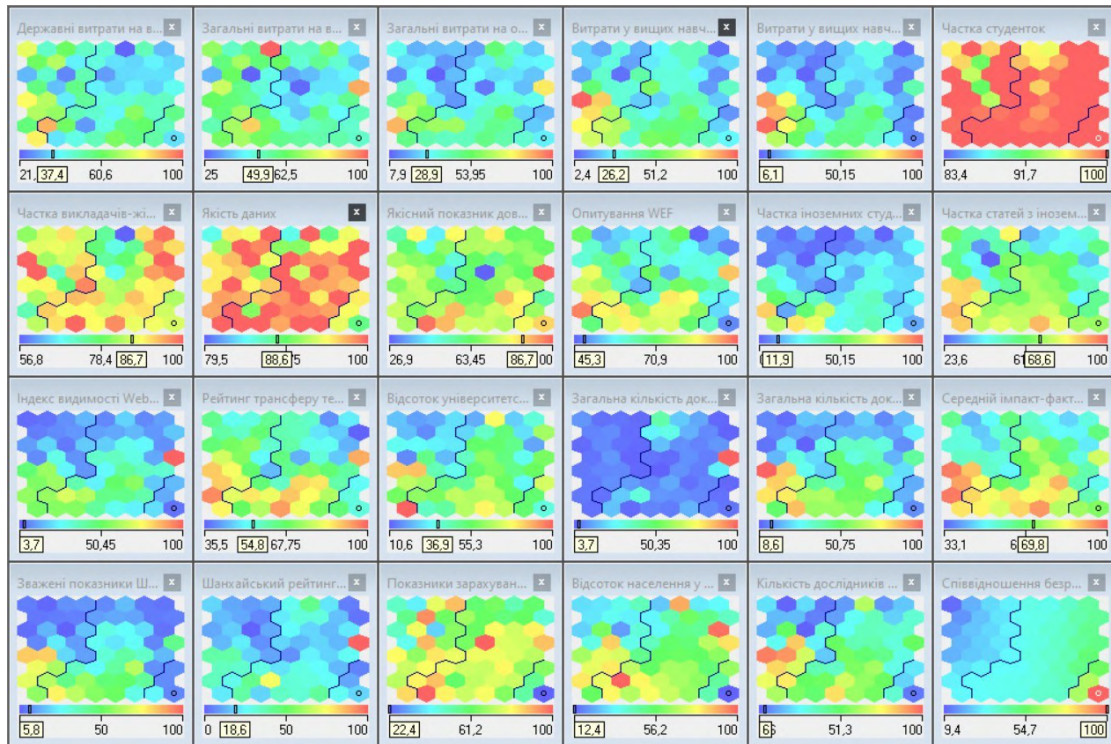 Державні витрати на в...
Загальні витрати на в...
Загальні витрати на о...
Витрати у вищих навч...
Витрати у вищих навч...
Частка студенток
21, 37,4 60,6 100
25 49,9 62,5 100
7,9 28,9 53,95 100
2,4 26,2 51,2 100
6,1 50,15 100
83,4 91,7 100
Частка викладачів-жі...
Якість даних
Якісний показник дов...
Опитування WEF
Частка іноземних студ...
Частка статей з інозем...
56,8 78,4 86,7 100
79,5 88,6 5 100
26,9 63,45 86,7 00
45,3 70,9 100
11,9 50,15 100
23,6 68,6 100
Індекс видимості Web...
Рейтинг трансферу те...
Відсоток університетс...
Загальна кількість док...
Загальна кількість док...
Середній імпакт-факт...
3,7 50,45 100
35,5 54,8 67,75 100
10,6 36,9 55,3 100
3,7 50,35 100
8,6 50,75 100
33,1 6 69,8 100
Зважені показники Ш...
Шанхайський рейтинг...
Показники зарахуван...
Відсоток населення у ...
Кількість дослідників ...
Співвідношення безр...
5,8 50 100
0 18,6 50 100
22,4 61,2 100
12,4 56,2 100
51,3 100
9,4 54,7 100